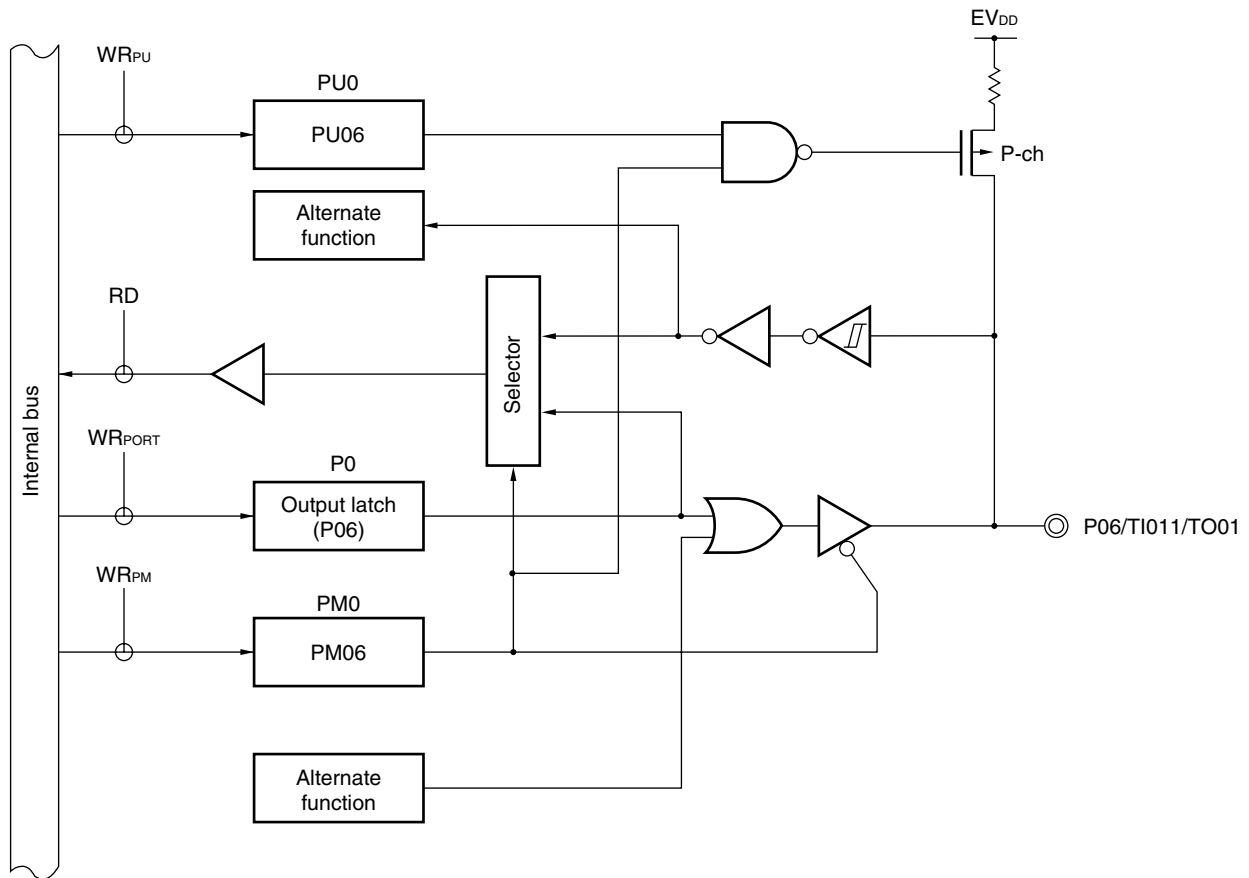 EVDD
WRPU
PU0
PU06
P-ch
Alternate
function
RD
Selector
Internal bus
WRPORT
P0
Output latch
(P06)
P06/TI011/TO01
WRPM
PM0
PM06
Alternate
function